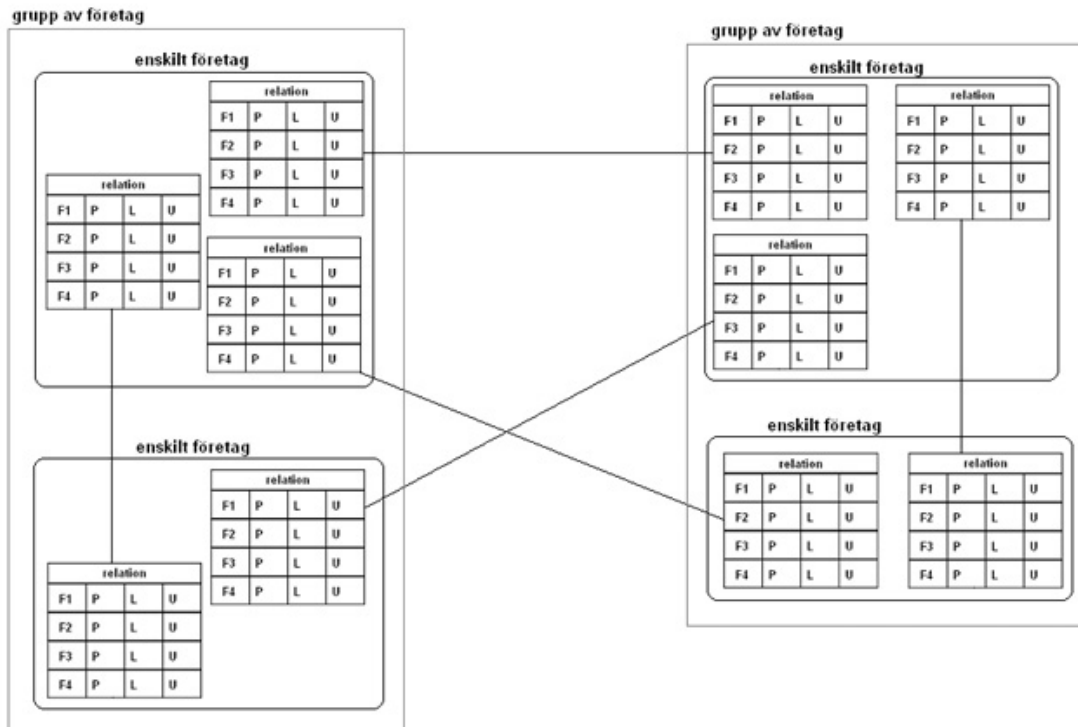 grupp av företag
enskilt företag
relation
F1 P L U
F2 P L U
F3 P L U
F4 P L U
relation
F1 P L U
F2 P L U
F3 P L U
F4 P L U
relation
F1 P L U
F2 P L U
F3 P L U
F4 P L U
enskilt företag
relation
F1 P L U
F2 P L U
F3 P L U
F4 P L U
relation
F1 P L U
F2 P L U
F3 P L U
F4 P L U
grupp av företag
enskilt företag
relation
F1 P L U
F2 P L U
F3 P L U
F4 P L U
relation
F1 P L U
F2 P L U
F3 P L U
F4 P L U
relation
F1 P L U
F2 P L U
F3 P L U
F4 P L U
enskilt företag
relation
F1 P L U
F2 P L U
F3 P L U
F4 P L U
relation
F1 P L U
F2 P L U
F3 P L U
F4 P L U